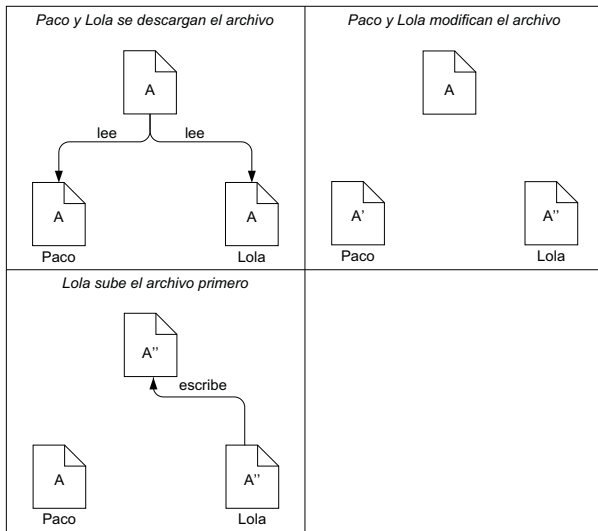 Paco y Lola se descargan el archivo
A
lee lee
A A
Paco Lola
Paco y Lola modifican el archivo
A
A' A''
Paco Lola
Lola sube el archivo primero
A''
escribe
A A''
Paco Lola